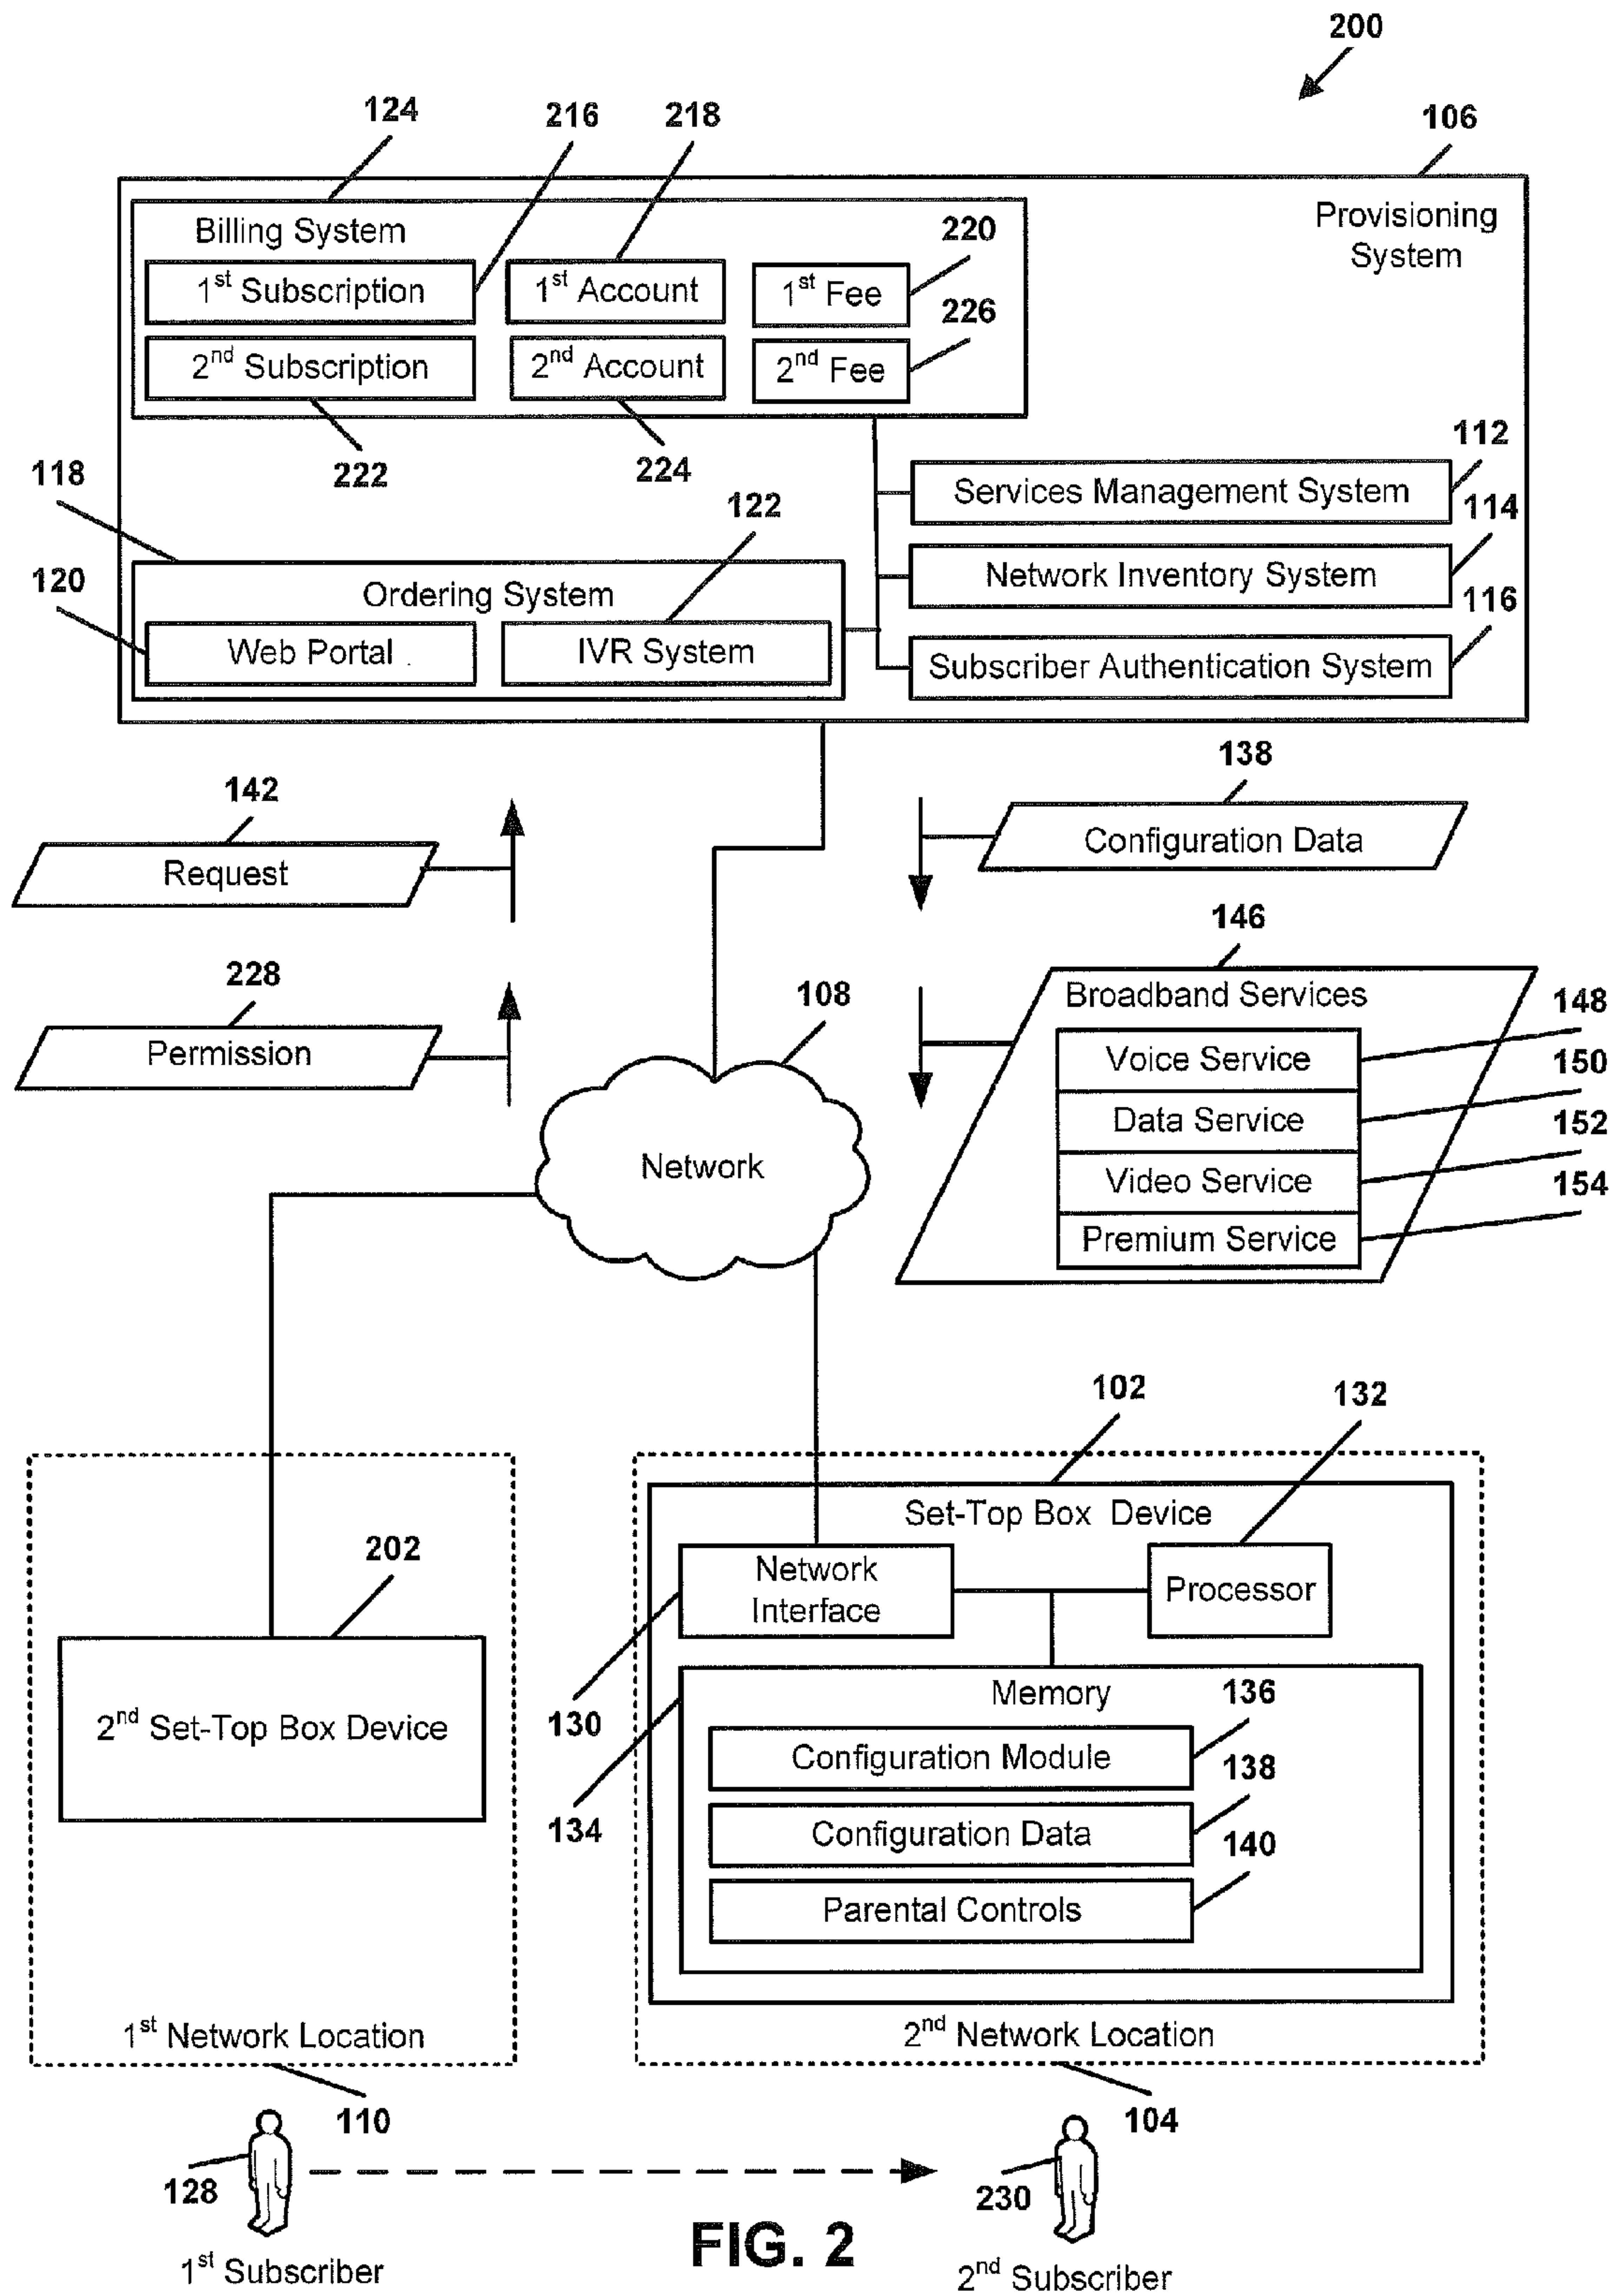 200
124
216
218
106
Billing System
220
Provisioning
System
1st Subscription
1st Account
1st Fee
226
2nd Subscription
2nd Account
2nd Fee
222
224
112
118
122
Services Management System
114
120
Ordering System
Network Inventory System
116
Web Portal
IVR System
Subscriber Authentication System
138
142
Configuration Data
Request
146
228
108
Broadband Services
148
Permission
Voice Service
150
Data Service
152
Network
Video Service
154
Premium Service
102
132
Set-Top Box Device
202
Network
Interface
Processor
Memory
136
130
2nd Set-Top Box Device
Configuration Module
138
134
Configuration Data
140
Parental Controls
1st Network Location
2nd Network Location
110
104
128
230
FIG. 2
1st Subscriber
2nd Subscriber